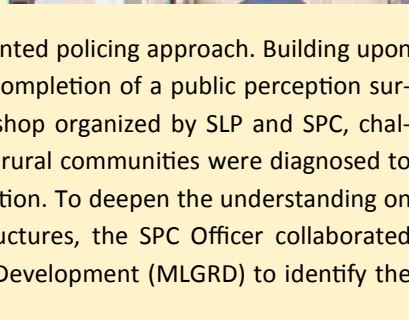 nted policing approach. Building upon
ompletion of a public perception sur-
shop organized by SLP and SPC, chal-
rural communities were diagnosed to
tion. To deepen the understanding on
uctures, the SPC Officer collaborated
Development (MLGRD) to identify the